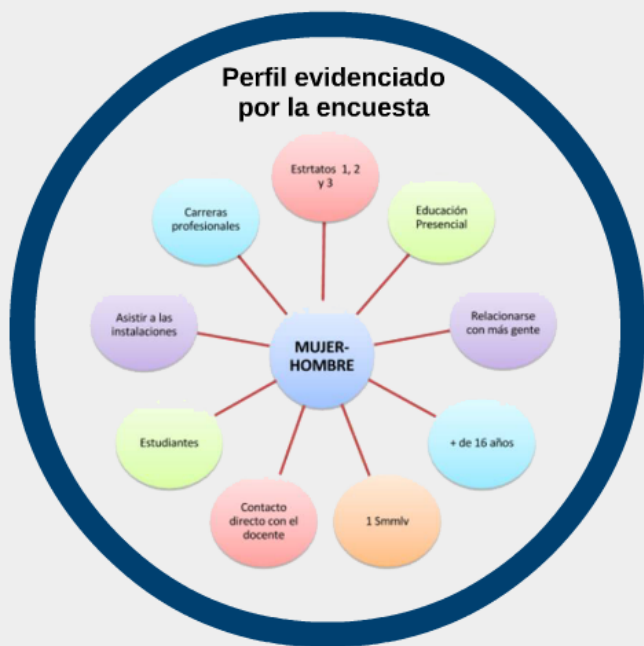 Perfil evidenciado
por la encuesta
Estrtatos 1, 2
y 3
Educación
Presencial
Relacionarse
con más gente
+ de 16 años
1 Smmlv
Contacto
directo con el
docente
Estudiantes
Asistir a las
instalaciones
Carreras
profesionales
MUJER-
HOMBRE